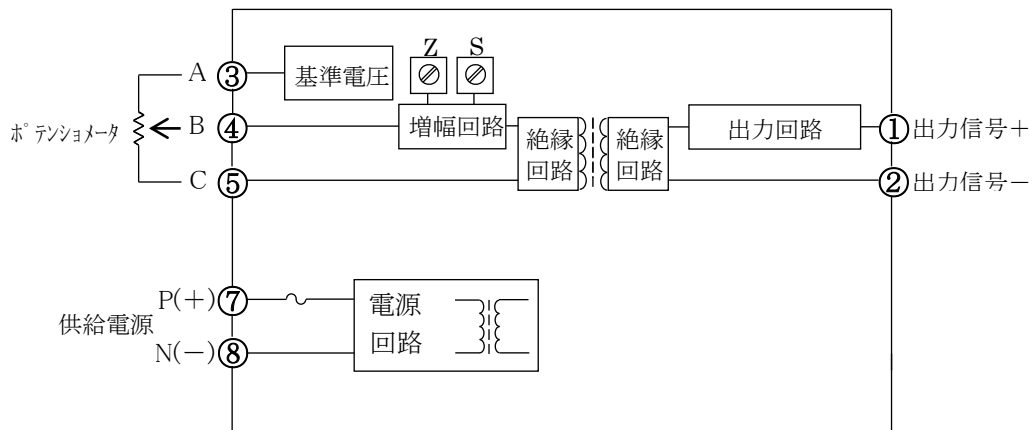 Z S
A ③ 基準電圧
ﾎﾟﾃﾝｼｮﾒｰﾀ B ④ 増幅回路 絶縁回路 絶縁回路 出力回路 ① 出力信号＋
C ⑤ ② 出力信号－
供給電源
P(＋) ⑦ 電源
N(－) ⑧ 回路